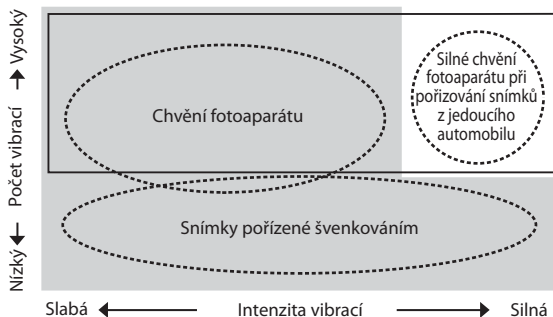 Vysoký
Počet vibrací
Nízký
Chvění fotoaparátu
Silné chvění
fotoaparátu při
pořizování snímků
z jedoucího
automobilu
Snímky pořízené švenkováním
Slabá
Intenzita vibrací
Silná